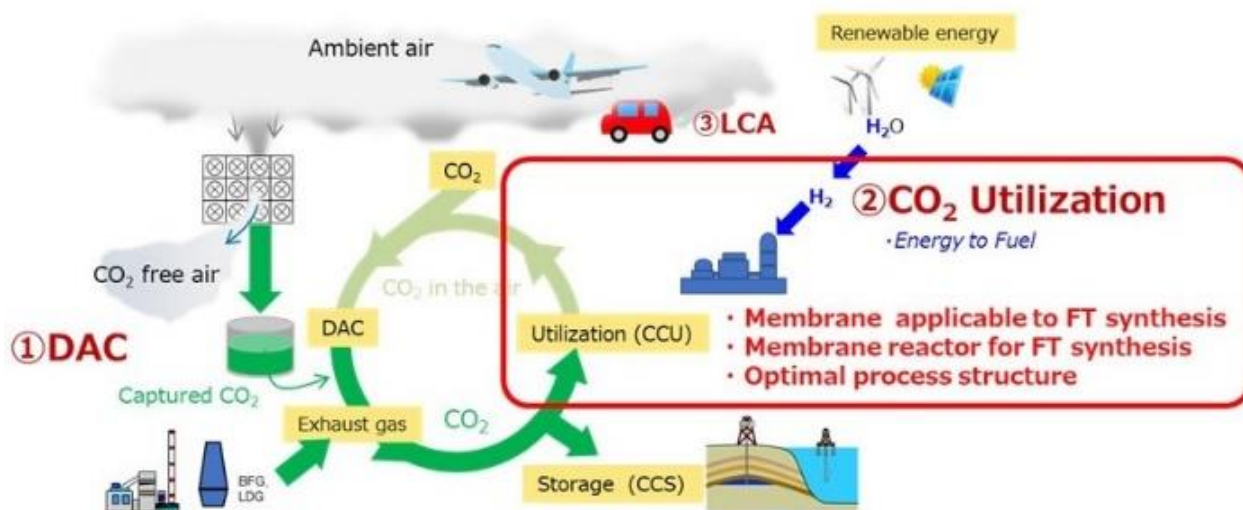 Ambient air
Renewable energy
③LCA
H₂O
CO₂
H₂
②CO₂ Utilization
・Energy to Fuel
CO₂ free air
CO₂ in the air
①DAC
DAC
Utilization (CCU)
・Membrane applicable to FT synthesis
・Membrane reactor for FT synthesis
・Optimal process structure
Captured CO₂
Exhaust gas
CO₂
BFG,
LDG
Storage (CCS)